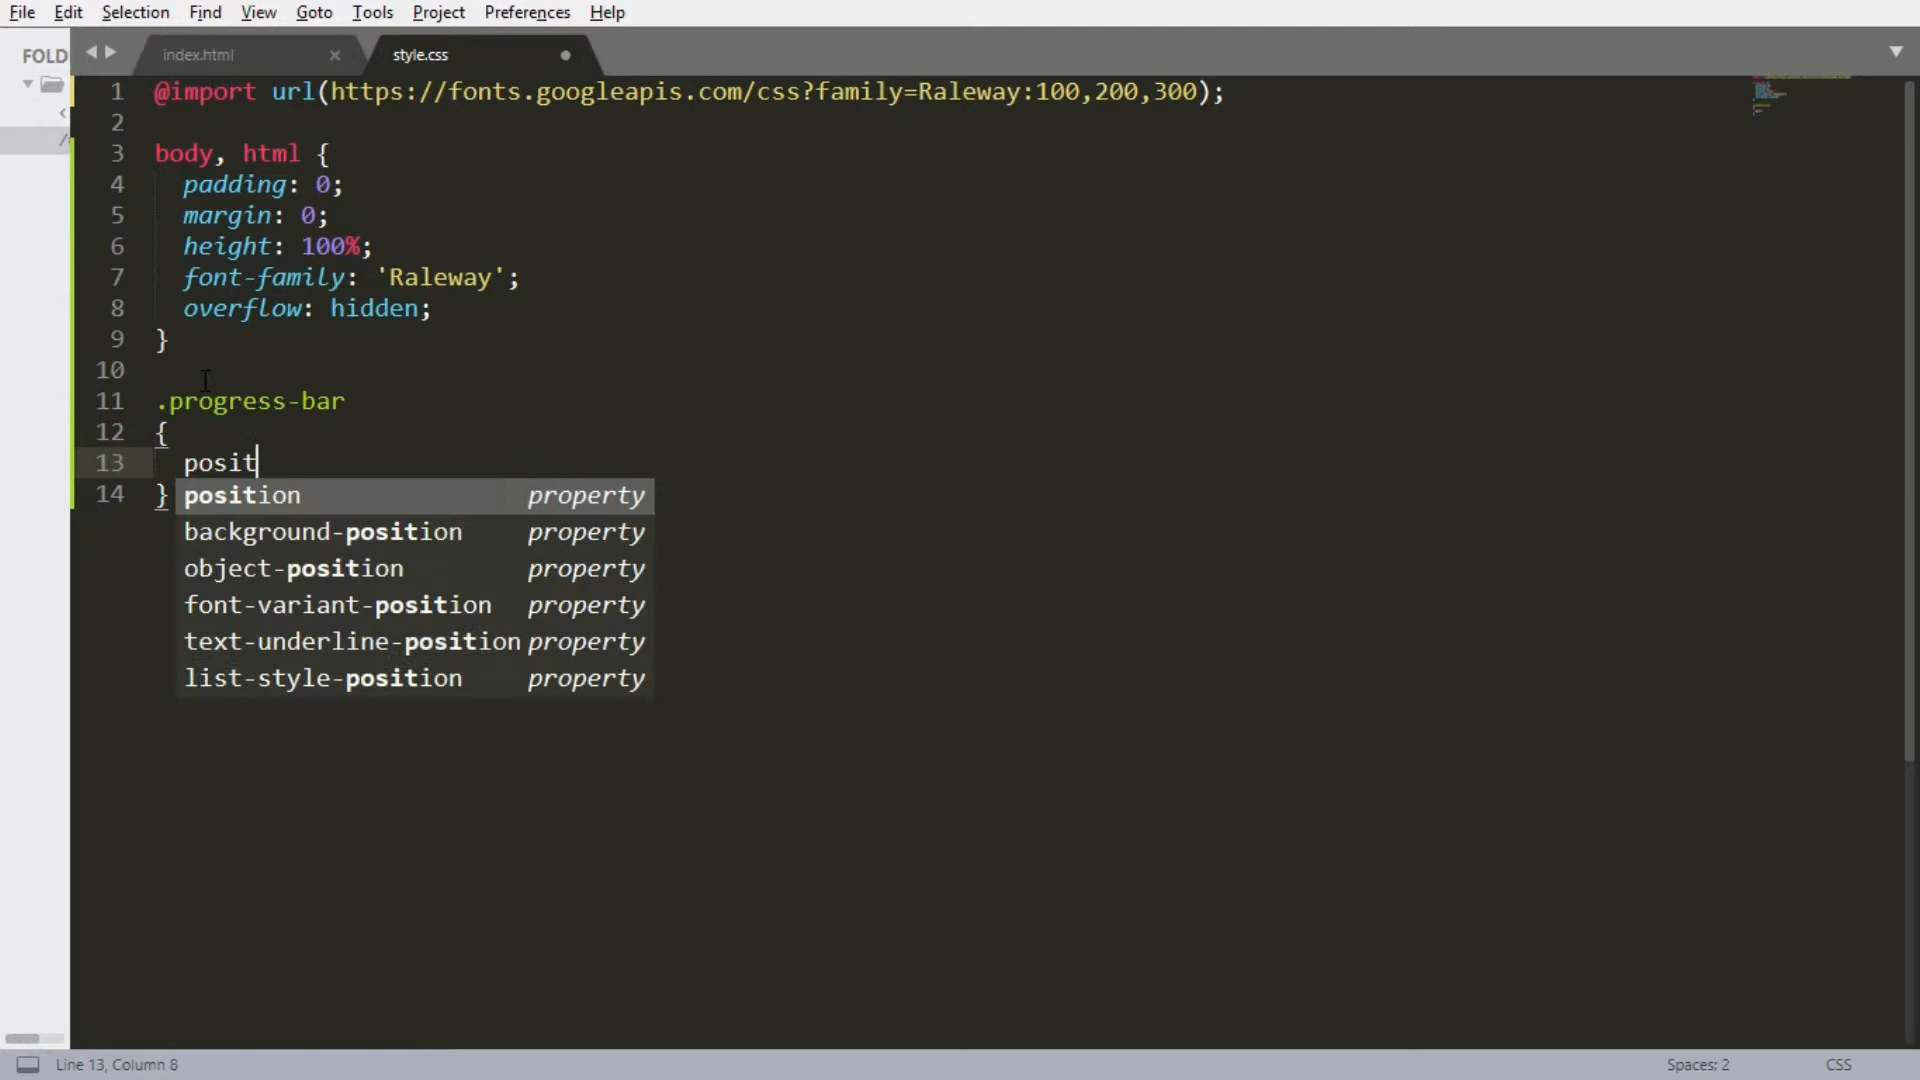 File Edit Selection Find View Goto Tools Project Preferences Help
FOLD
index.html × style.css
1 @import url(https://fonts.googleapis.com/css?family=Raleway:100,200,300);
2
3 body, html {
4 padding: 0;
5 margin: 0;
6 height: 100%;
7 font-family: 'Raleway';
8 overflow: hidden;
9 }
10
11 .progress-bar
12 {
13 posit
14 }
position property
background-position property
object-position property
font-variant-position property
text-underline-position property
list-style-position property
Line 13, Column 8 Spaces: 2 CSS